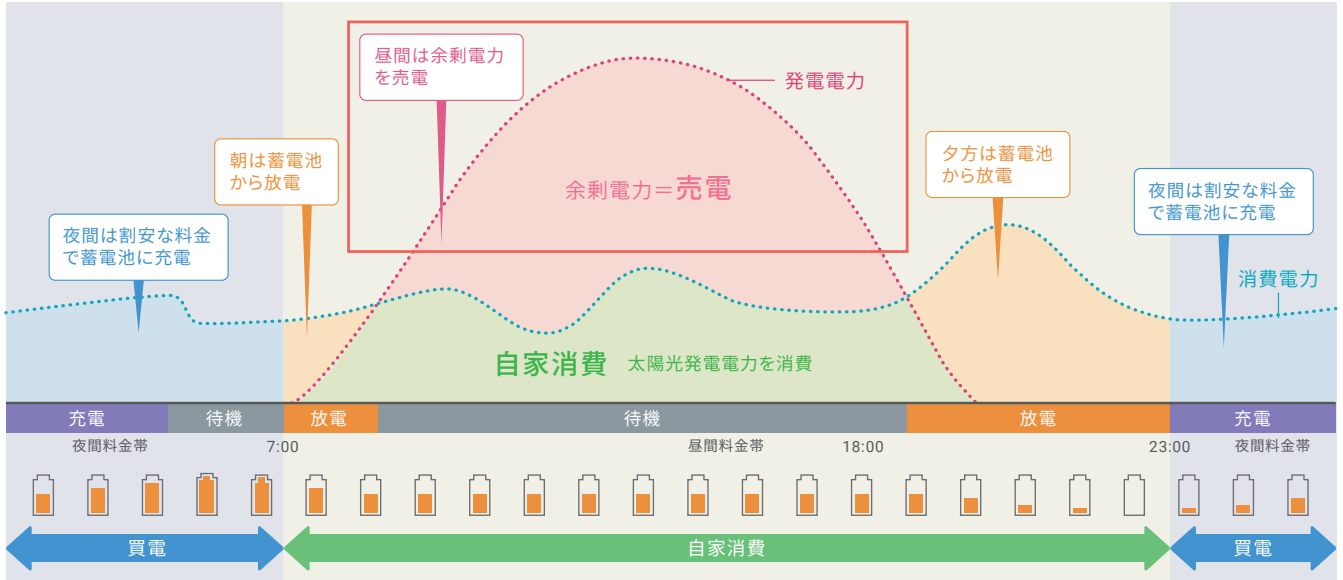 昼間は余剰電力
を売電
発電電力
朝は蓄電池
から放電
夕方は蓄電池
から放電
余剰電力＝売電
夜間は割安な料金
で蓄電池に充電
夜間は割安な料金
で蓄電池に充電
消費電力
自家消費 太陽光発電電力を消費
充電 待機 放電 待機 放電 充電
夜間料金帯 7:00 昼間料金帯 18:00 23:00 夜間料金帯
買電 自家消費 買電